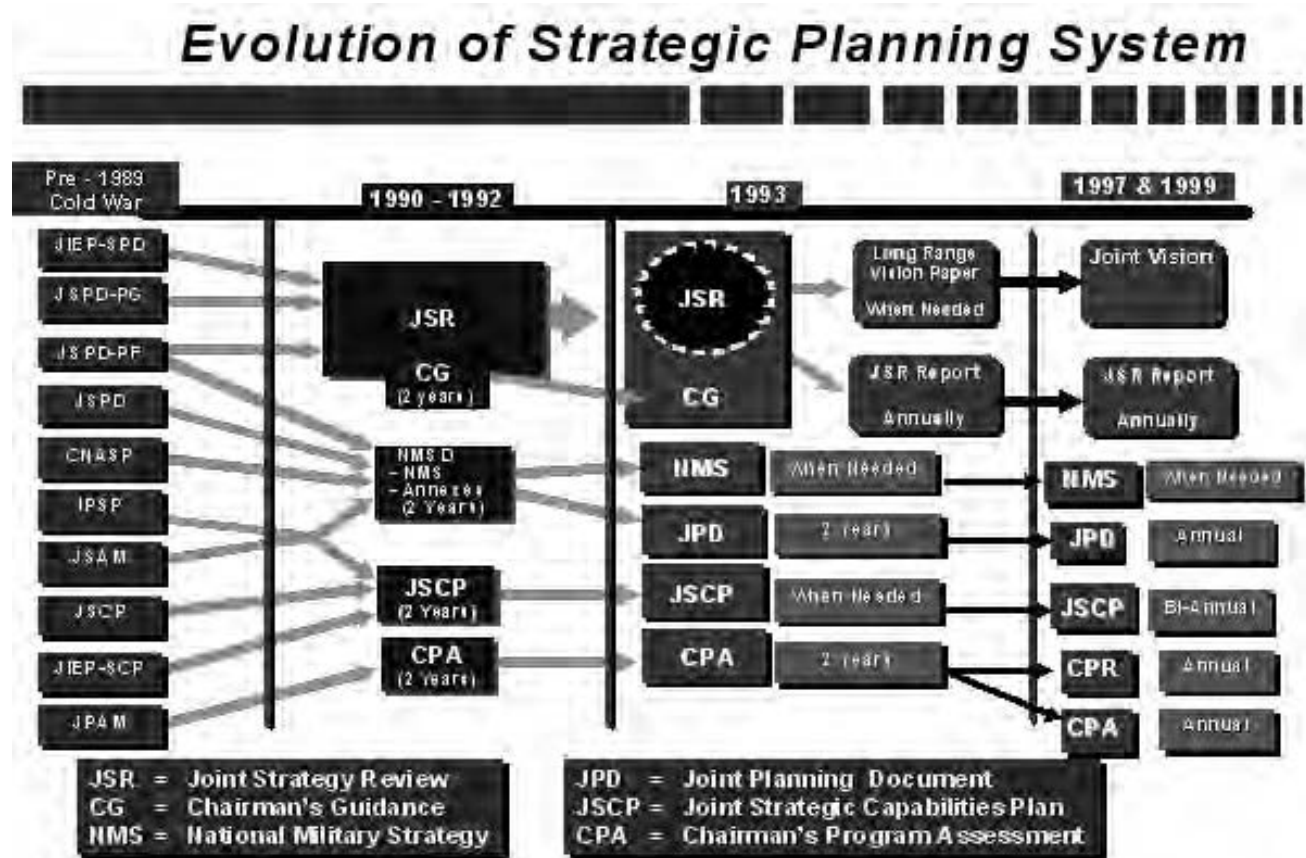 Evolution of Strategic Planning System
Pre - 1989
Cold War
1990 - 1992
1993
1997 & 1999
JIEP-SPD
JSPD-PG
JSPD-PF
JSPD
CNASP
IPSP
JSAM
JSCP
JIEP-SCP
JPAM
JSR
CG
(2 years)
NMSD
- NMS
- Annexes
(2 Years)
JSCP
(2 Years)
CPA
(2 Years)
JSR
CG
Long Range
Vision Paper
When Needed
JSR Report
Annually
NMS
When Needed
JPD
2 Years
JSCP
When Needed
CPA
2 Years
Joint Vision
JSR Report
Annually
NMS
When Needed
JPD
Annual
JSCP
BI-Annual
CPR
Annual
CPA
Annual
JSR = Joint Strategy Review
CG = Chairman's Guidance
NMS = National Military Strategy
JPD = Joint Planning Document
JSCP = Joint Strategic Capabilities Plan
CPA = Chairman's Program Assessment